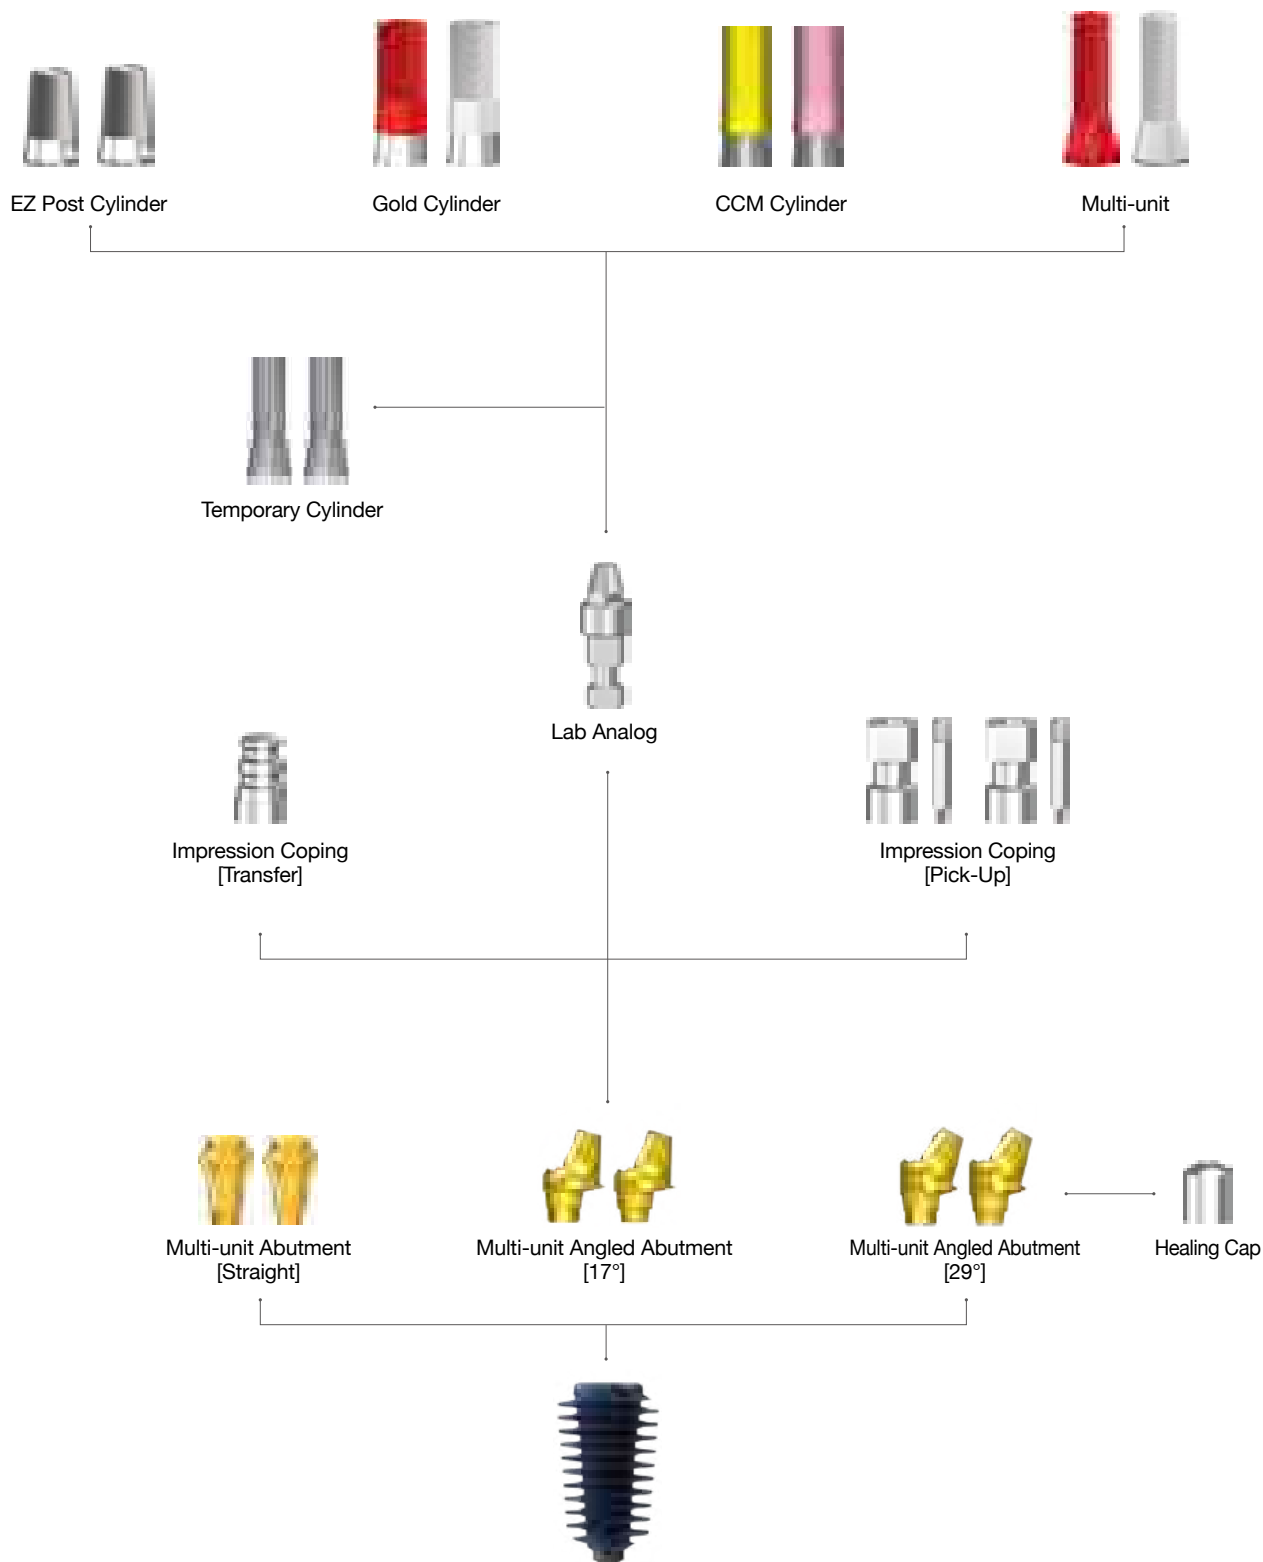 EZ Post Cylinder
Gold Cylinder
CCM Cylinder
Multi-unit
Temporary Cylinder
Lab Analog
Impression Coping
[Transfer]
Impression Coping
[Pick-Up]
Multi-unit Abutment
[Straight]
Multi-unit Angled Abutment
[17°]
Multi-unit Angled Abutment
[29°]
Healing Cap